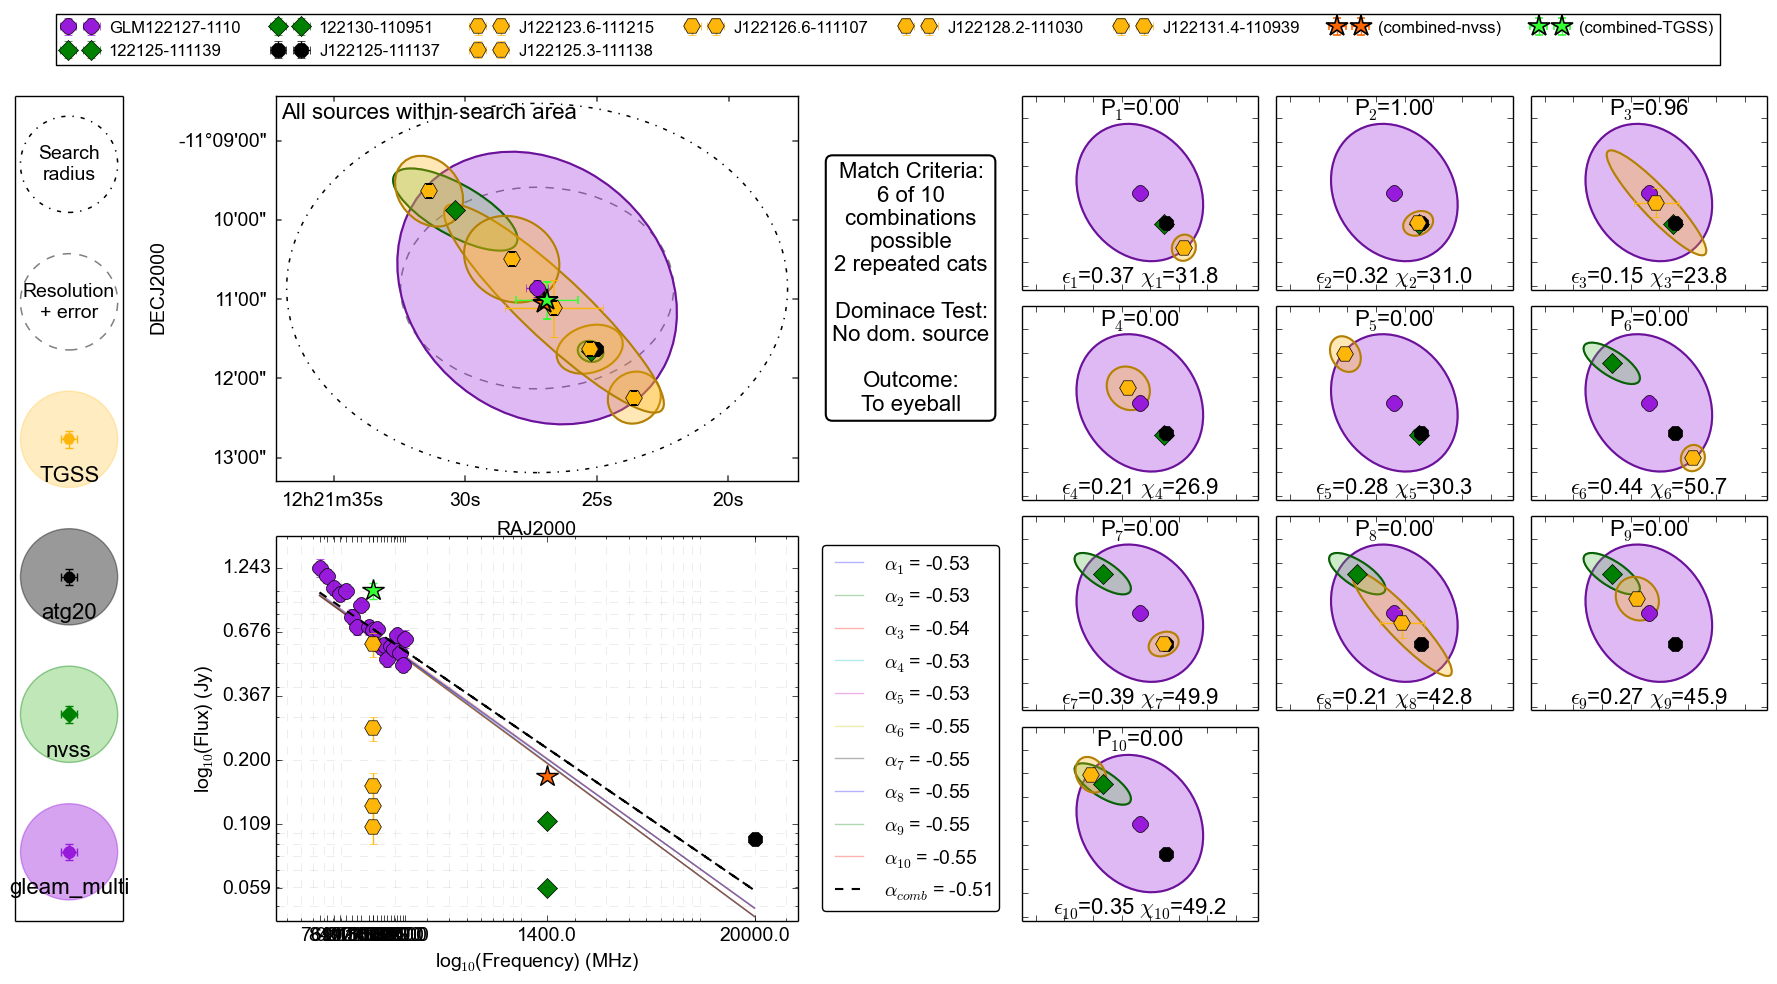 GLM122127-1110
122130-110951
J122123.6-111215
J122126.6-111107
J122128.2-111030
J122131.4-110939
(combined-nvss)
(combined-TGSS)
122125-111139
J122125-111137
J122125.3-111138
Search
radius
Resolution
+ error
TGSS
atg20
nvss
gleam_multi
All sources within search area
-11°09'00"
10'00"
11'00"
12'00"
13'00"
DECJ2000
12h21m35s
30s
25s
20s
RAJ2000
Match Criteria:
6 of 10
combinations
possible
2 repeated cats
Dominace Test:
No dom. source
Outcome:
To eyeball
1.243
0.676
0.367
0.200
0.109
0.059
log₁₀(Flux) (Jy)
1400.0
20000.0
log₁₀(Frequency) (MHz)
α₁ = -0.53
α₂ = -0.53
α₃ = -0.54
α₄ = -0.53
α₅ = -0.53
α₆ = -0.55
α₇ = -0.55
α₈ = -0.55
α₉ = -0.55
α₁₀ = -0.55
α_comb = -0.51
P₁=0.00
ϵ₁=0.37 χ₁=31.8
P₂=1.00
ϵ₂=0.32 χ₂=31.0
P₃=0.96
ϵ₃=0.15 χ₃=23.8
P₄=0.00
ϵ₄=0.21 χ₄=26.9
P₅=0.00
ϵ₅=0.28 χ₅=30.3
P₆=0.00
ϵ₆=0.44 χ₆=50.7
P₇=0.00
ϵ₇=0.39 χ₇=49.9
P₈=0.00
ϵ₈=0.21 χ₈=42.8
P₉=0.00
ϵ₉=0.27 χ₉=45.9
P₁₀=0.00
ϵ₁₀=0.35 χ₁₀=49.2